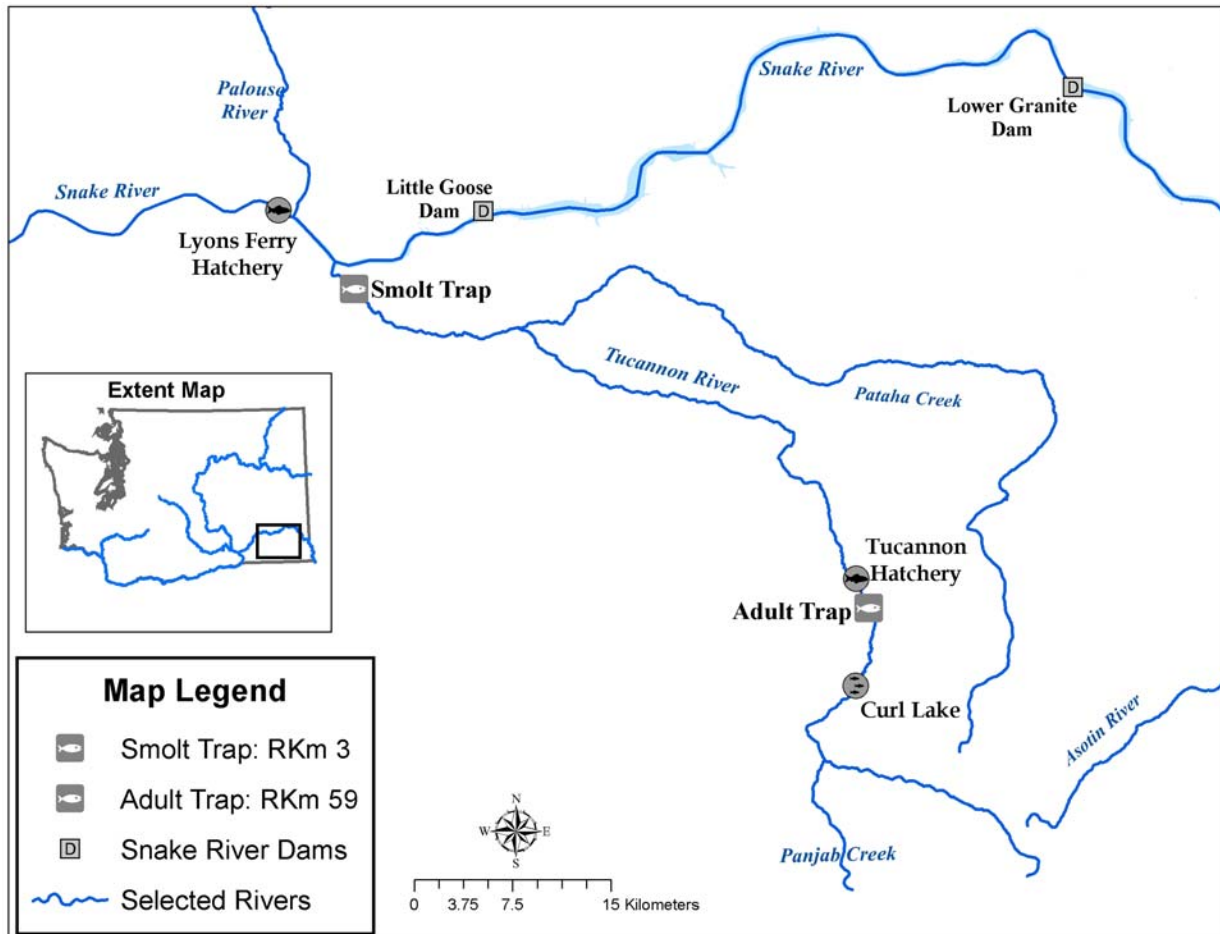 Palouse
River
Snake River
Lower Granite
Dam
Snake River
Little Goose
Dam
D
D
Lyons Ferry
Hatchery
Smolt Trap
Tucannon River
Pataha Creek
Extent Map
Tucannon
Hatchery
Adult Trap
Curl Lake
Asotin River
Panjab Creek
Map Legend
Smolt Trap: RKm 3
Adult Trap: RKm 59
D
Snake River Dams
Selected Rivers
N
W
E
S
0 3.75 7.5 15 Kilometers